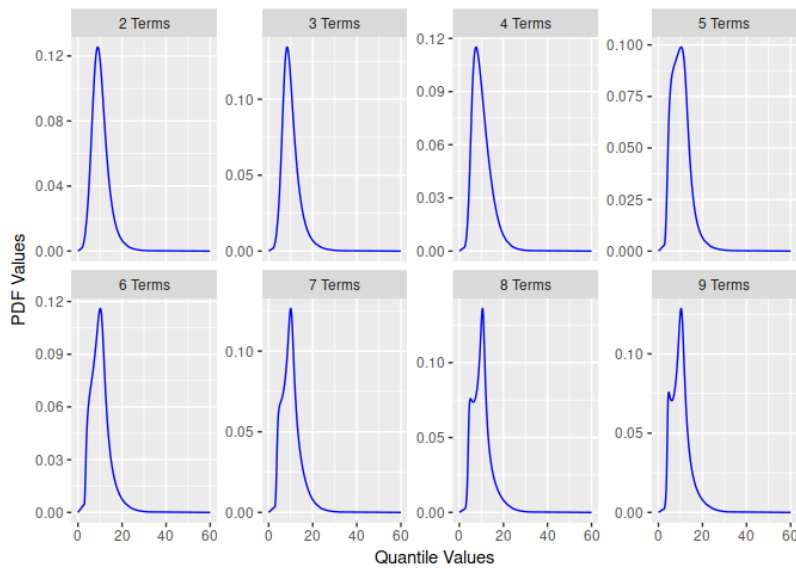 2 Terms 3 Terms 4 Terms 5 Terms
0.12 0.10 0.12 0.100
0.08 0.05 0.09 0.075
0.04 0.00 0.06 0.050
0.00 0.03 0.025
0.00 0.000
PDF Values
6 Terms 7 Terms 8 Terms 9 Terms
0.12 0.10 0.10 0.10
0.09 0.05 0.05 0.05
0.06 0.00 0.00 0.00
0.03
0.00
0 20 40 60 0 20 40 60 0 20 40 60 0 20 40 60
Quantile Values